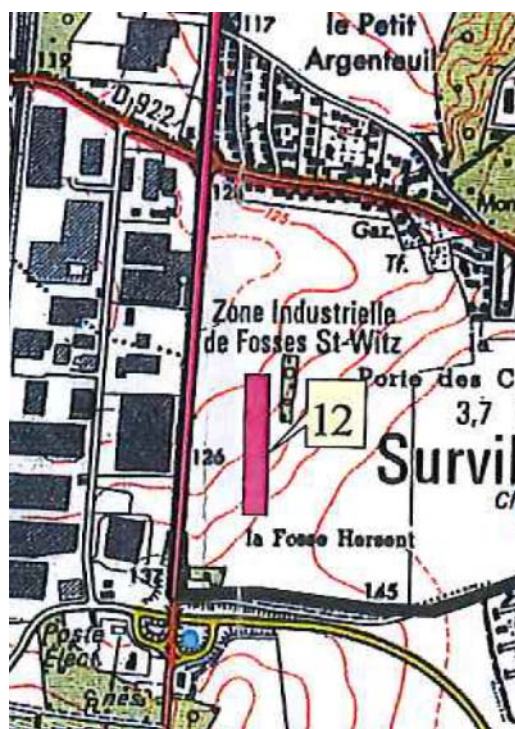 117
le Petit
Argenteuil
119
D 922
120
125
Gar.
Tf.
Zone Industrielle
de Fosses St-Witz
Porte des C
12
3,7
126
Survil
la Fosse Hersent
145
Poste
Elect